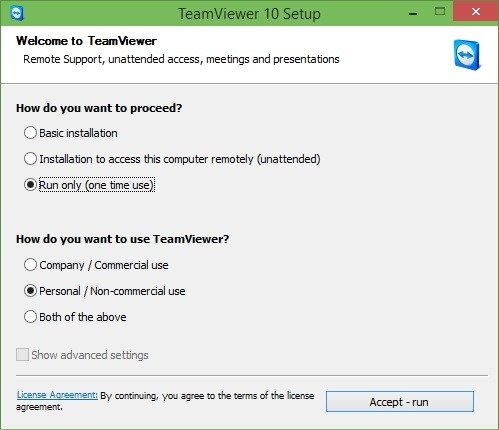 TeamViewer 10 Setup
Welcome to TeamViewer
Remote Support, unattended access, meetings and presentations
How do you want to proceed?
Basic installation
Installation to access this computer remotely (unattended)
Run only (one time use)
How do you want to use TeamViewer?
Company / Commercial use
Personal / Non-commercial use
Both of the above
Show advanced settings
License Agreement: By continuing, you agree to the terms of the license
agreement.
Accept - run